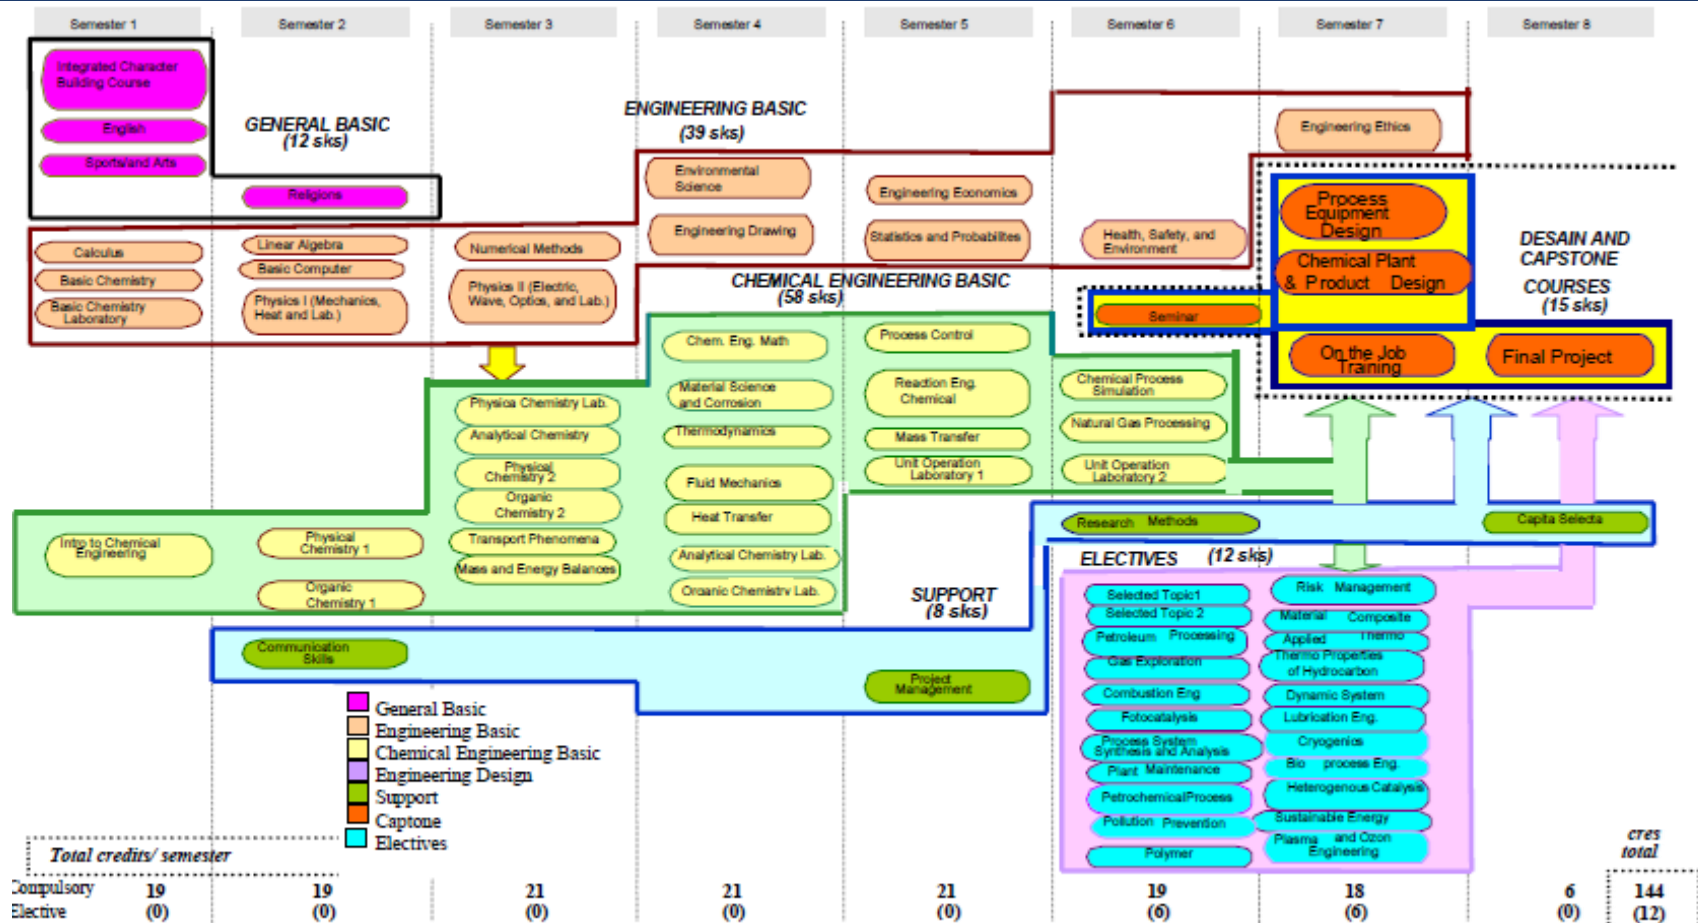 Semester 1
Semester 2
Semester 3
Semester 4
Semester 5
Semester 6
Semester 7
Semester 8
Integrated Character
Building Course
English
Sports/and Arts
GENERAL BASIC
(12 sks)
Religions
ENGINEERING BASIC
(39 sks)
Calculus
Basic Chemistry
Basic Chemistry
Laboratory
Linear Algebra
Basic Computer
Physics I (Mechanics,
Heat and Lab.)
Numerical Methods
Physics II (Electric,
Wave, Optics, and Lab.)
Environmental
Science
Engineering Drawing
Engineering Economics
Statistics and Probabilites
Health, Safety, and
Environment
Engineering Ethics
Process
Equipment
Design
Chemical Plant
& Product Design
Seminar
On the Job
Training
Final Project
DESAIN AND
CAPSTONE
COURSES
(15 sks)
CHEMICAL ENGINEERING BASIC
(58 sks)
Intro to Chemical
Engineering
Physical
Chemistry 1
Organic
Chemistry 1
Physica Chemistry Lab.
Analytical Chemistry
Physical
Chemistry 2
Organic
Chemistry 2
Transport Phenomena
Mass and Energy Balances
Chem. Eng. Math
Material Science
and Corrosion
Thermodynamics
Fluid Mechanics
Heat Transfer
Analytical Chemistry Lab.
Organic Chemistry Lab.
Process Control
Reaction Eng.
Chemical
Mass Transfer
Unit Operation
Laboratory 1
Chemical Process
Simulation
Natural Gas Processing
Unit Operation
Laboratory 2
SUPPORT
(8 sks)
Communication
Skills
Project
Management
Research Methods
Capita Selecta
ELECTIVES (12 sks)
Selected Topic1
Selected Topic 2
Petroleum Processing
Gas Exploration
Combustion Eng
Fotocatalysis
Process System
Synthesis and Analysis
Plant Maintenance
PetrochemicalProcess
Pollution Prevention
Polymer
Risk Management
Material Composite
Applied Thermo
Thermo Properties
of Hydrocarbon
Dynamic System
Lubrication Eng.
Cryogenics
Bio process Eng.
Heterogenous Catalysis
Sustainable Energy
Plasma and Ozon
Engineering
General Basic
Engineering Basic
Chemical Engineering Basic
Engineering Design
Support
Captone
Electives
Total credits/ semester
cres
total
Compulsory 19 19 21 21 21 19 18 6 144
Elective (0) (0) (0) (0) (0) (6) (6) (0) (12)